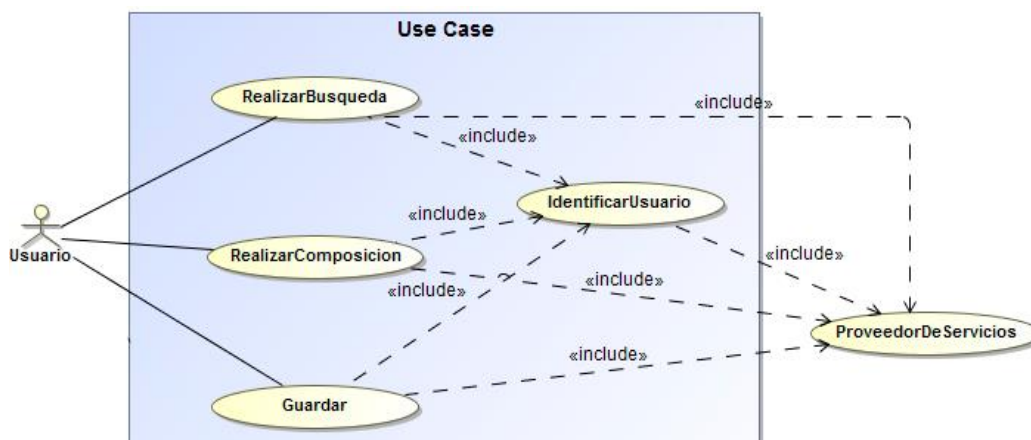 Use Case
RealizarBusqueda
«include»
«include»
IdentificarUsuario
«include»
Usuario
RealizarComposicion
«include»
«include»
«include»
ProveedorDeServicios
«include»
Guardar